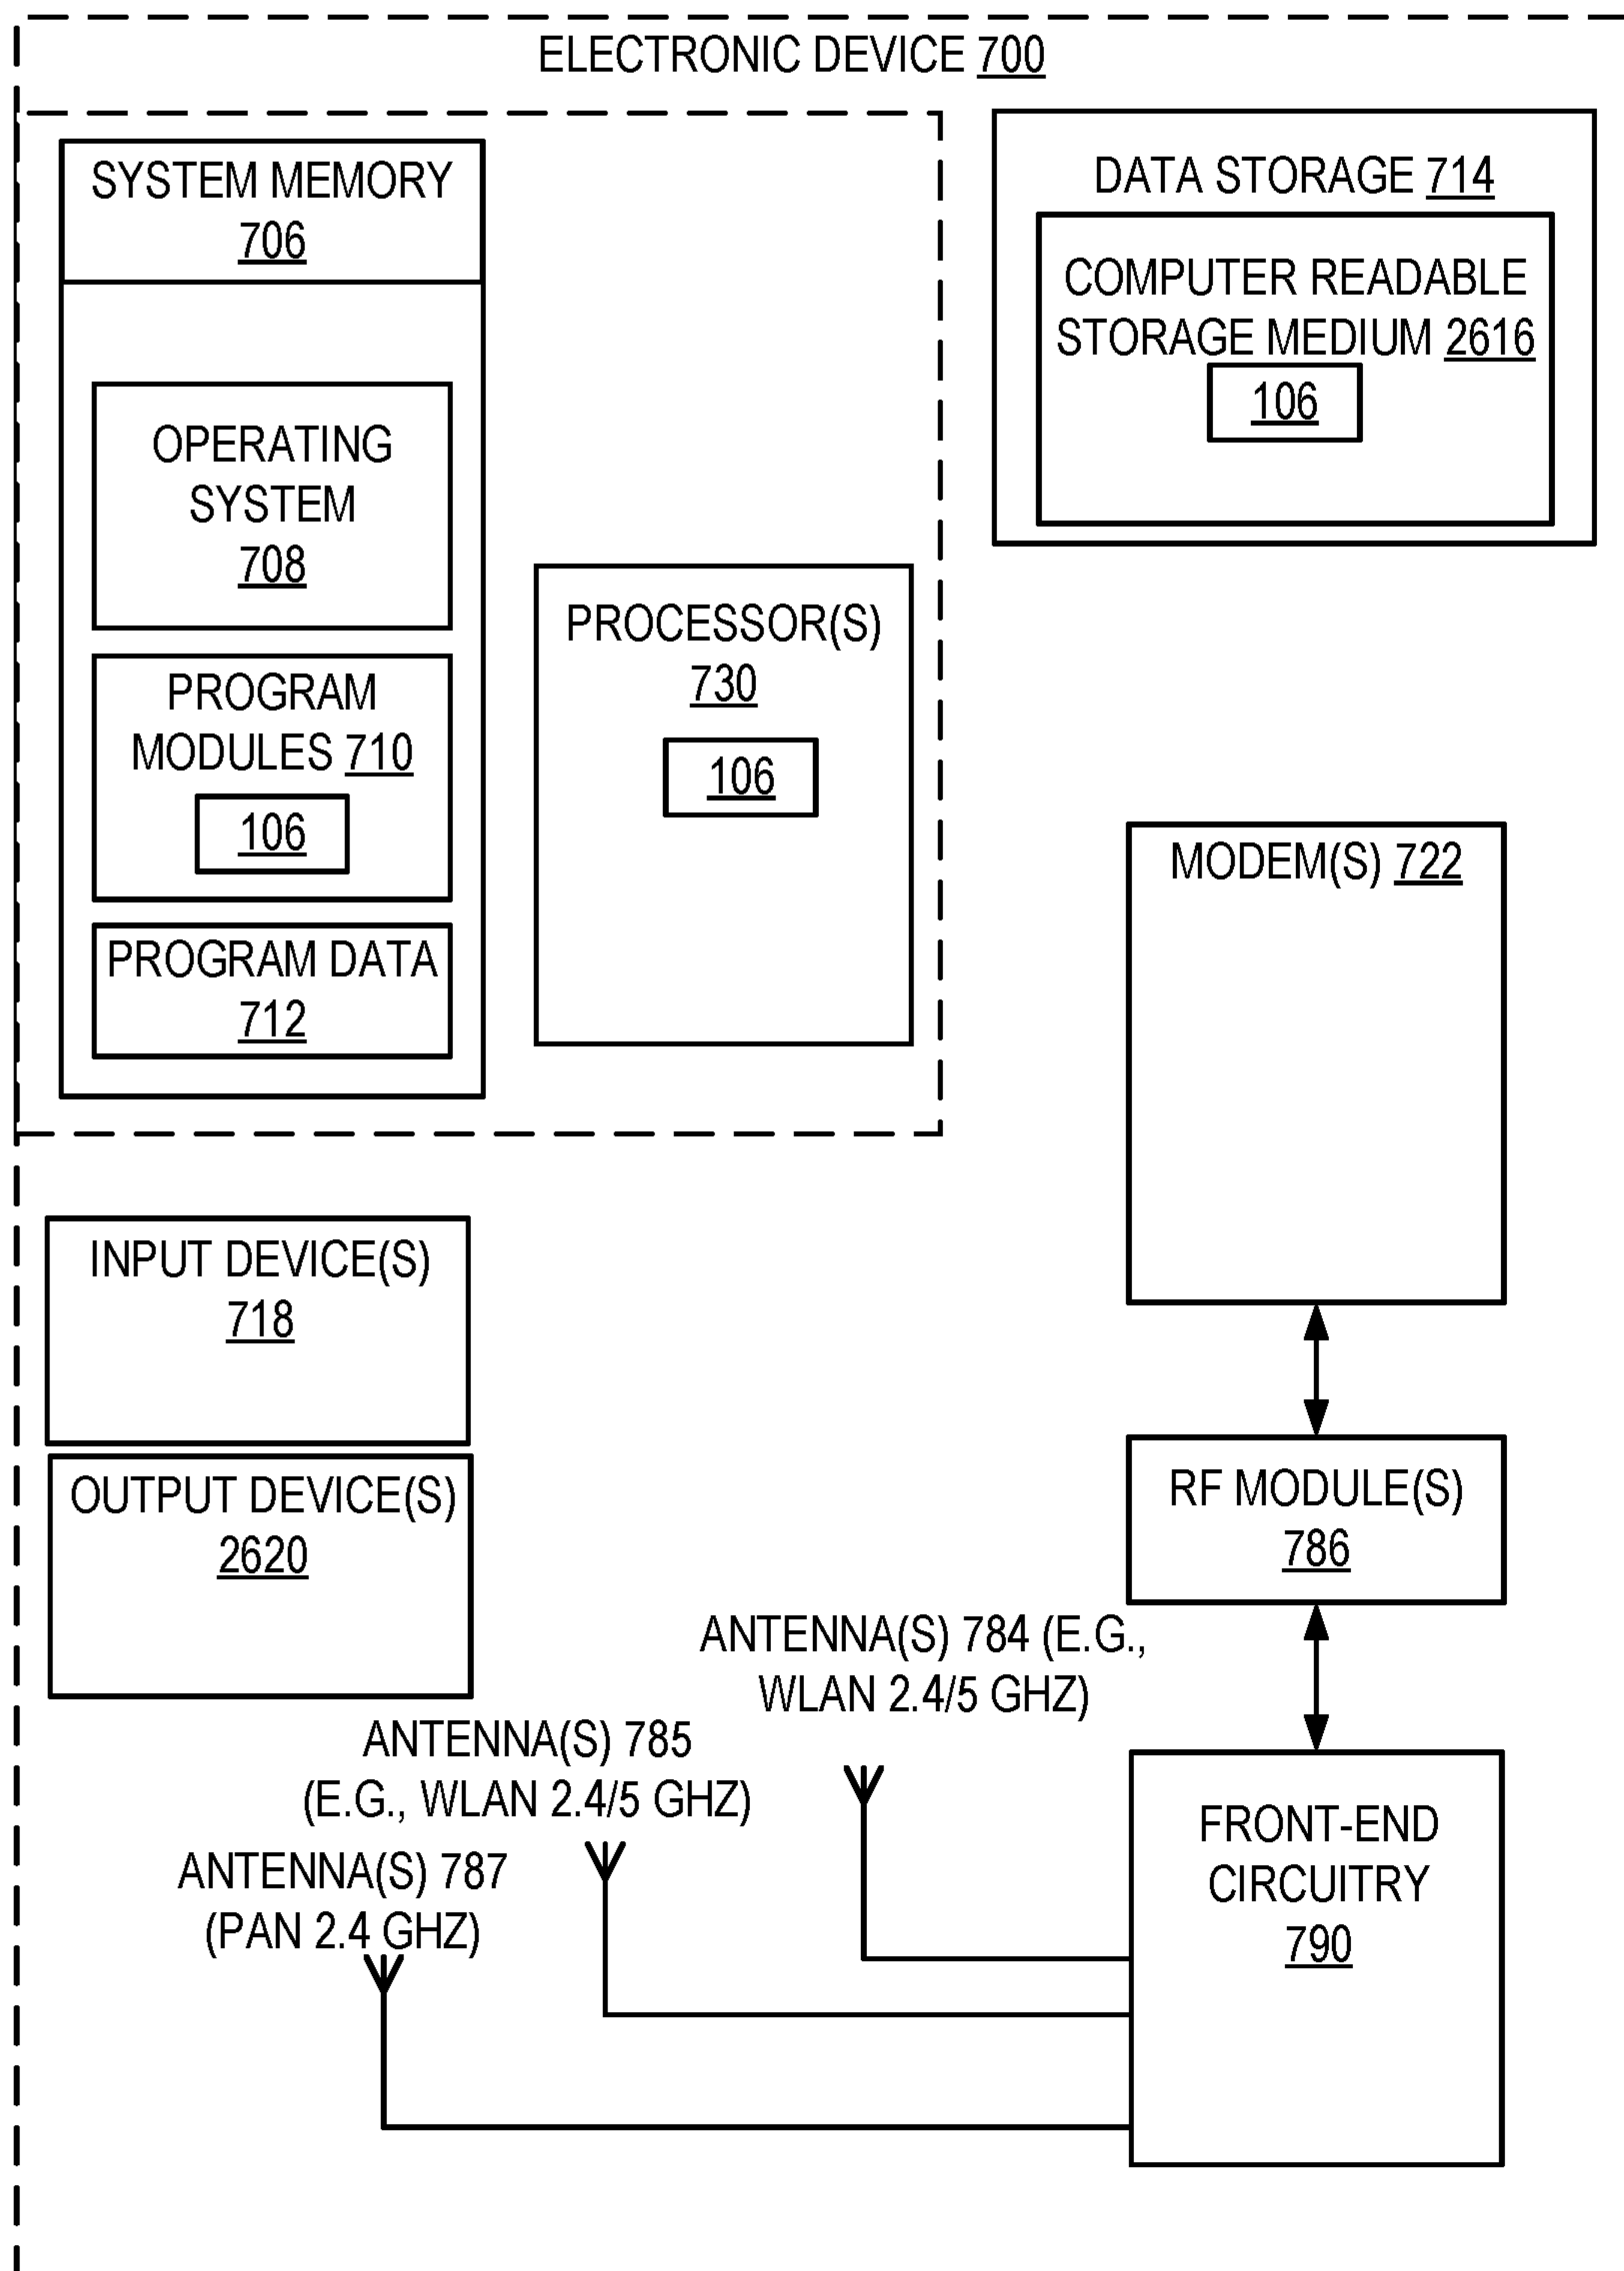 ELECTRONIC DEVICE 700
SYSTEM MEMORY
706
OPERATING
SYSTEM
708
PROGRAM
MODULES 710
106
PROGRAM DATA
712
PROCESSOR(S)
730
106
DATA STORAGE 714
COMPUTER READABLE
STORAGE MEDIUM 2616
106
MODEM(S) 722
INPUT DEVICE(S)
718
OUTPUT DEVICE(S)
2620
RF MODULE(S)
786
ANTENNA(S) 784 (E.G.,
WLAN 2.4/5 GHZ)
ANTENNA(S) 785
(E.G., WLAN 2.4/5 GHZ)
ANTENNA(S) 787
(PAN 2.4 GHZ)
FRONT-END
CIRCUITRY
790